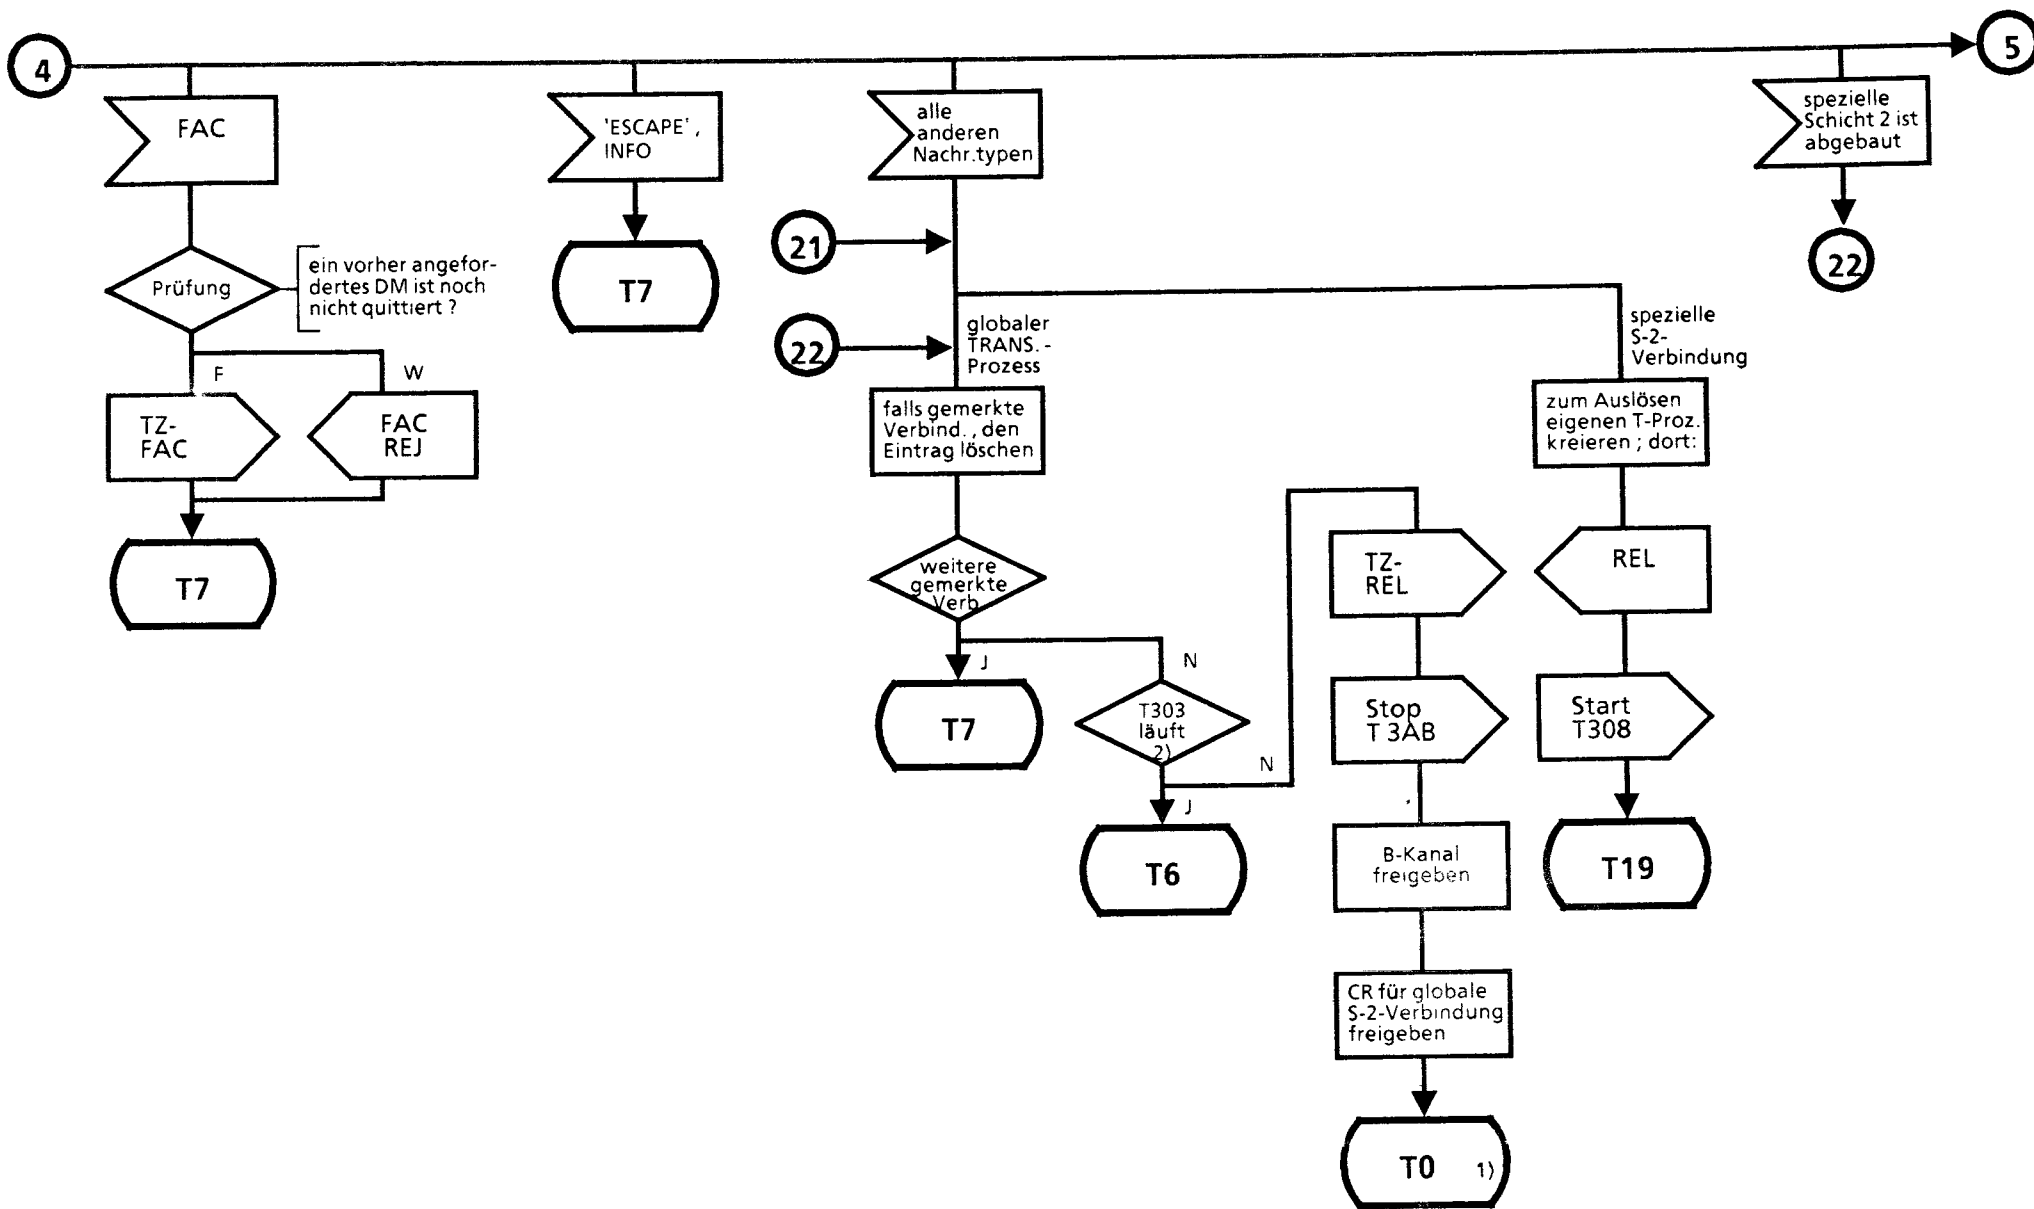 4
5
FAC
'ESCAPE',
INFO
alle
anderen
Nachr.typen
spezielle
Schicht 2 ist
abgebaut
21
22
Prüfung
ein vorher angefor-
dertes DM ist noch
nicht quittiert ?
T7
22
globaler
TRANS.-
Prozess
spezielle
S-2-
Verbindung
F
W
TZ-
FAC
FAC
REJ
T7
falls gemerkte
Verbind., den
Eintrag löschen
zum Auslösen
eigenen T-Proz.
kreieren ; dort:
weitere
gemerkte
Verb
J
N
T7
T303
läuft
2)
N
J
T6
TZ-
REL
REL
Stop
T 3AB
Start
T308
B-Kanal
freigeben
T19
CR für globale
S-2-Verbindung
freigeben
T0 1)